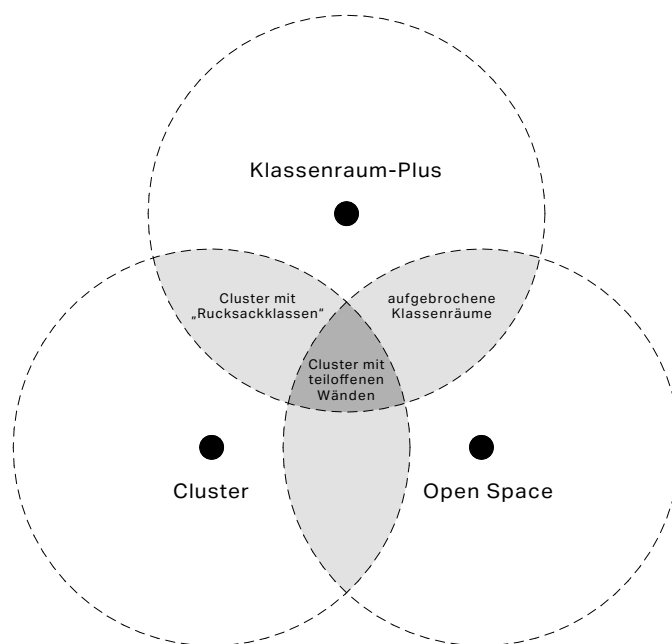 Klassenraum-Plus
Cluster mit
„Rucksackklassen“
aufgebrochene
Klassenräume
Cluster mit
teiloffenen
Wänden
Cluster
Open Space